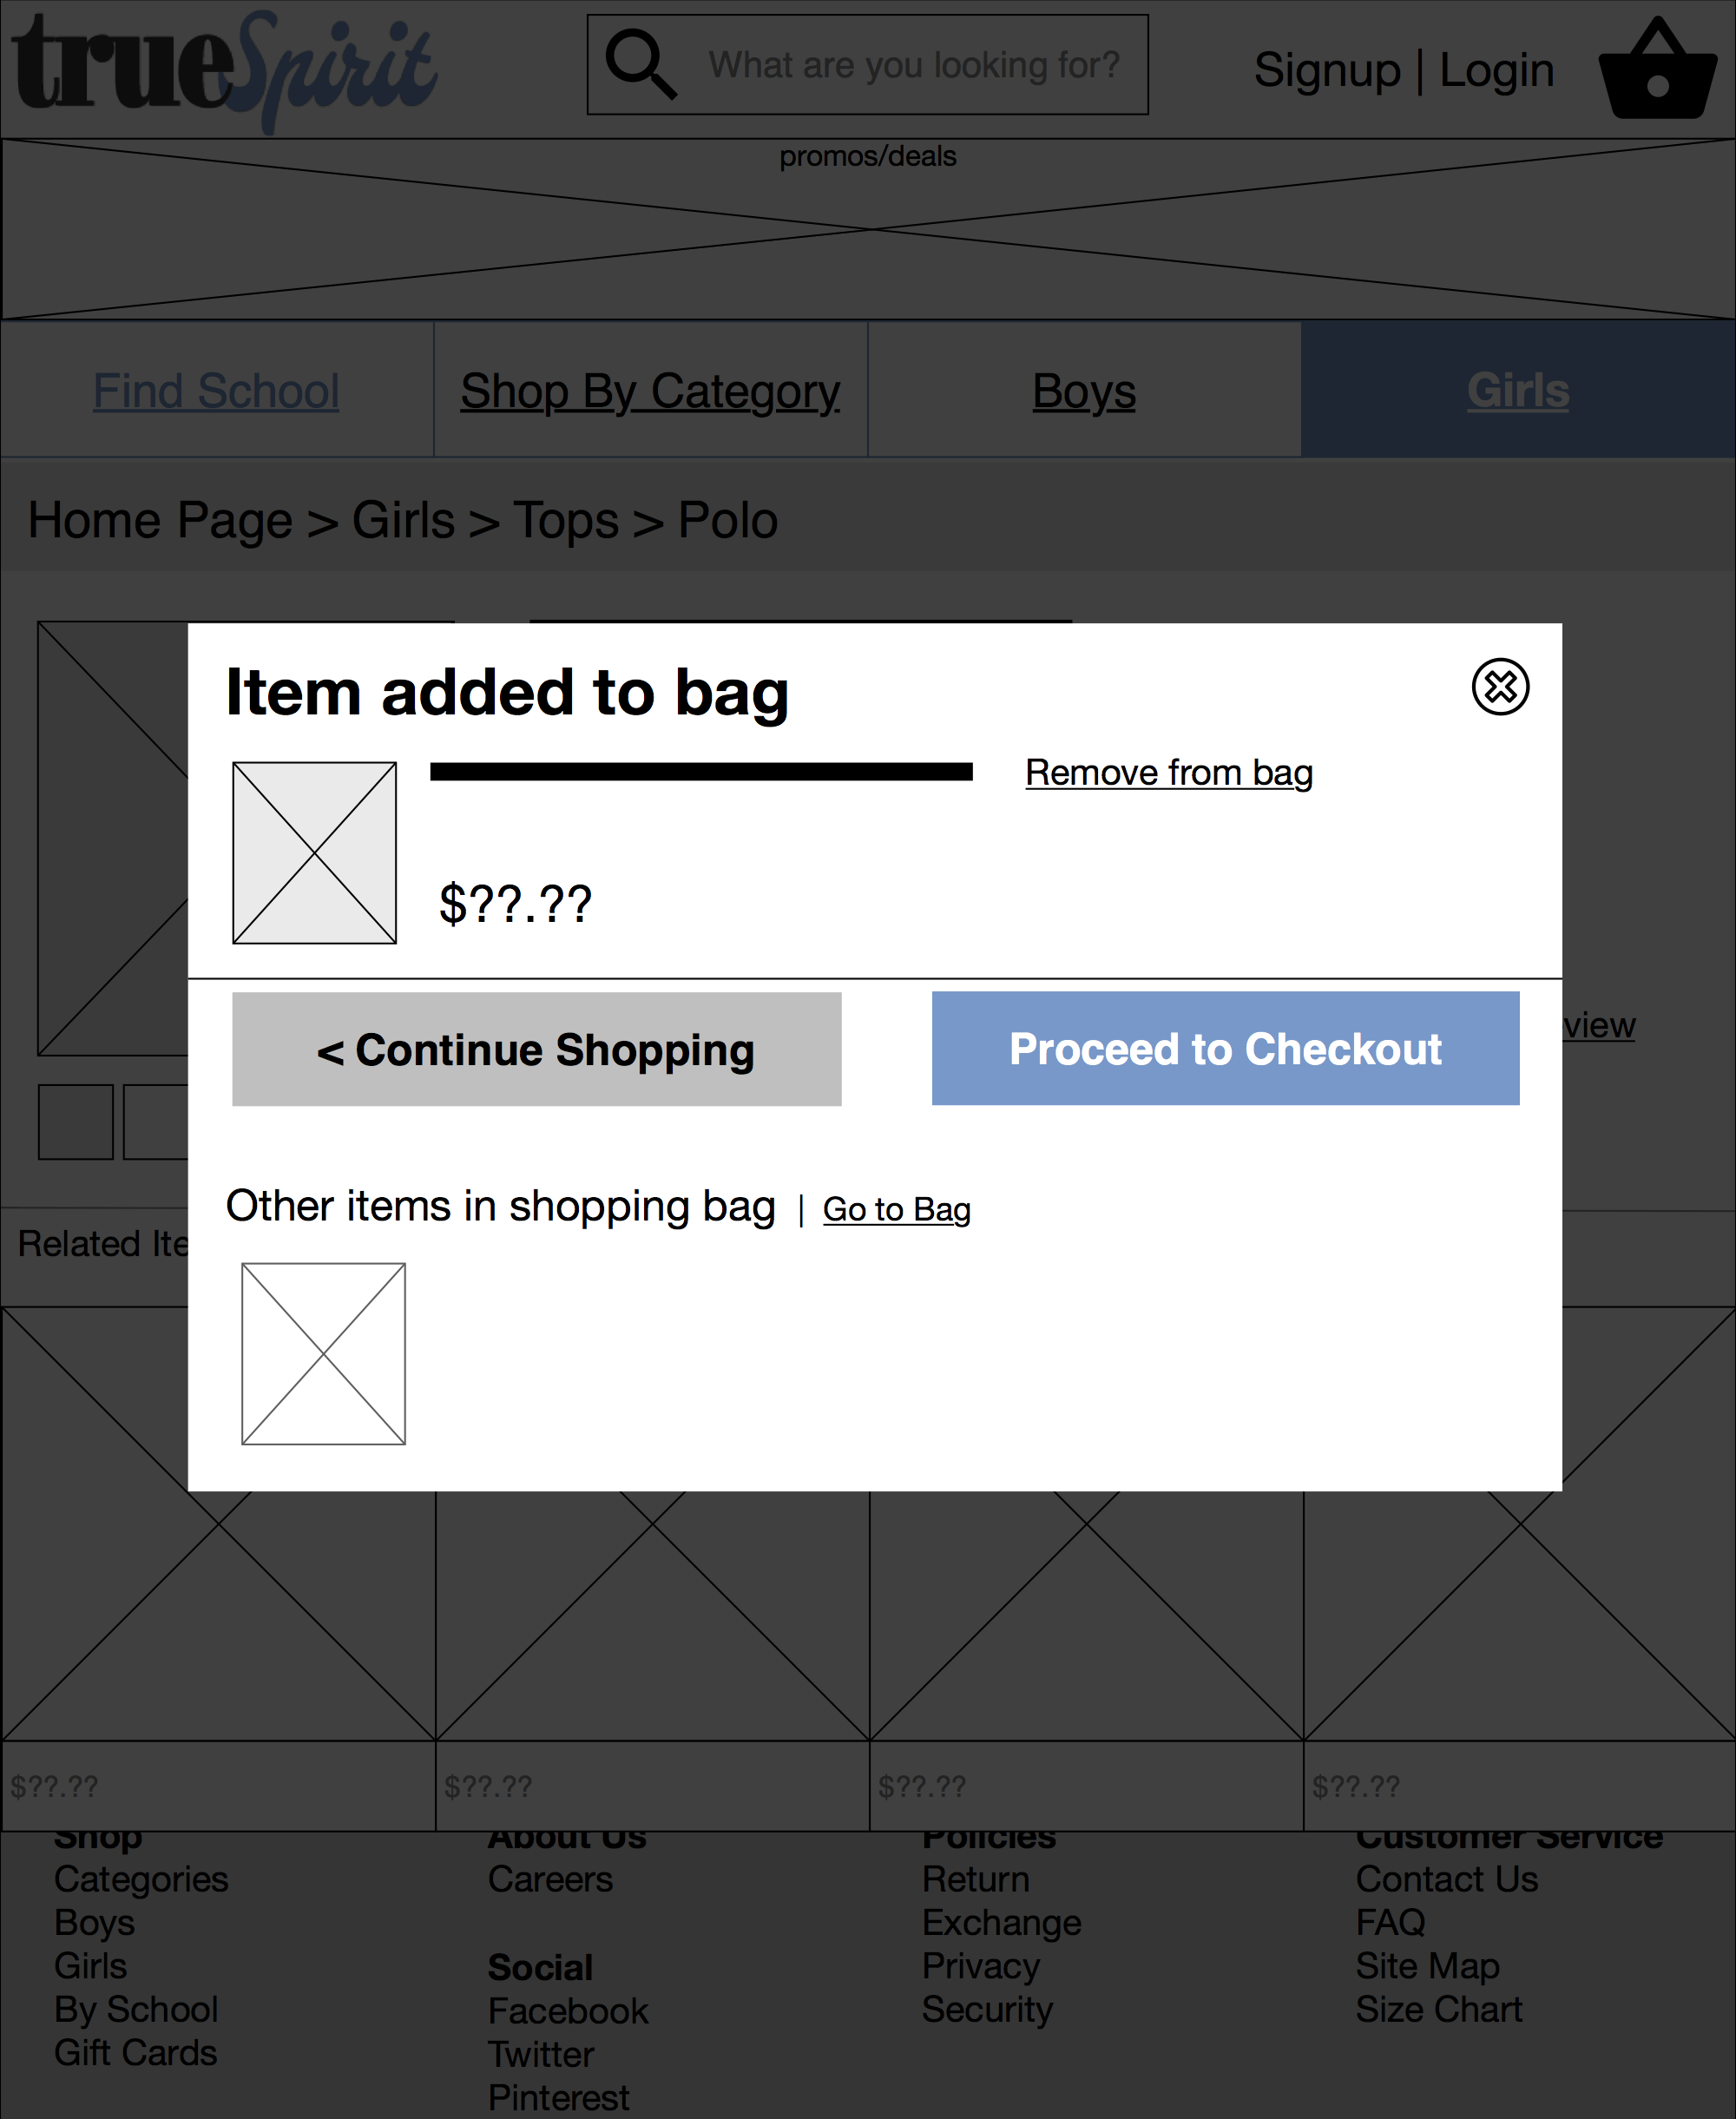 trueSpirit
What are you looking for?
Signup | Login
promos/deals
Find School
Shop By Category
Boys
Girls
Home Page > Girls > Tops > Polo
Item added to bag
Remove from bag
$??.??
view
< Continue Shopping
Proceed to Checkout
Other items in shopping bag | Go to Bag
Related Ite
$??.??
$??.??
$??.??
$??.??
Shop
Categories
Boys
Girls
By School
Gift Cards
About Us
Careers
Social
Facebook
Twitter
Pinterest
Policies
Return
Exchange
Privacy
Security
Customer Service
Contact Us
FAQ
Site Map
Size Chart